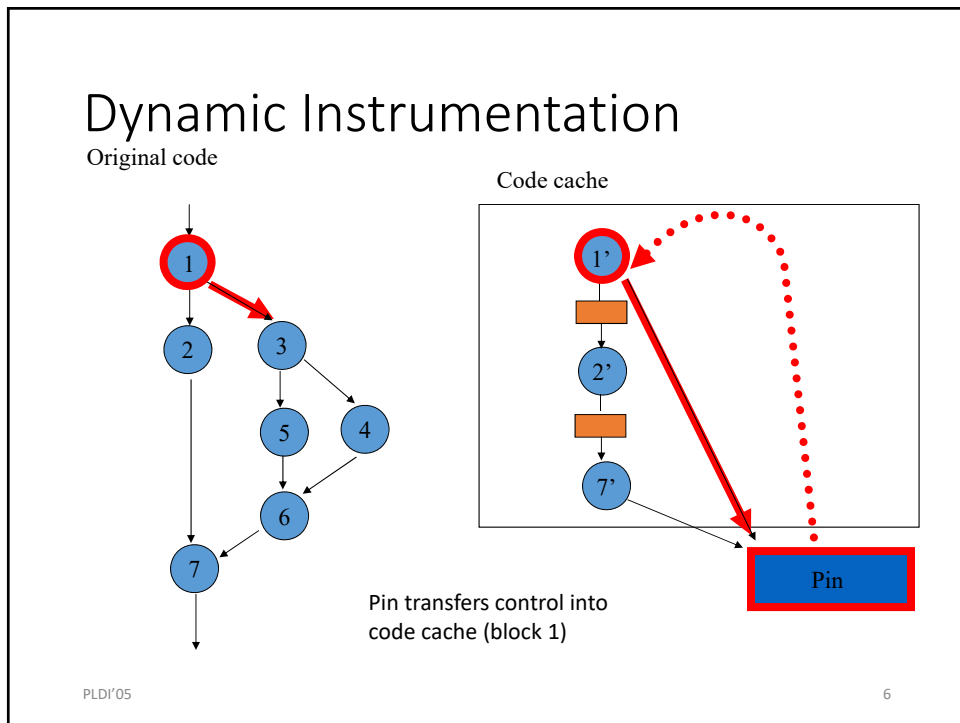 Dynamic Instrumentation
Original code
Code cache
1
2
3
5
4
6
7
1’
2’
7’
Pin
Pin transfers control into
code cache (block 1)
PLDI’05
6